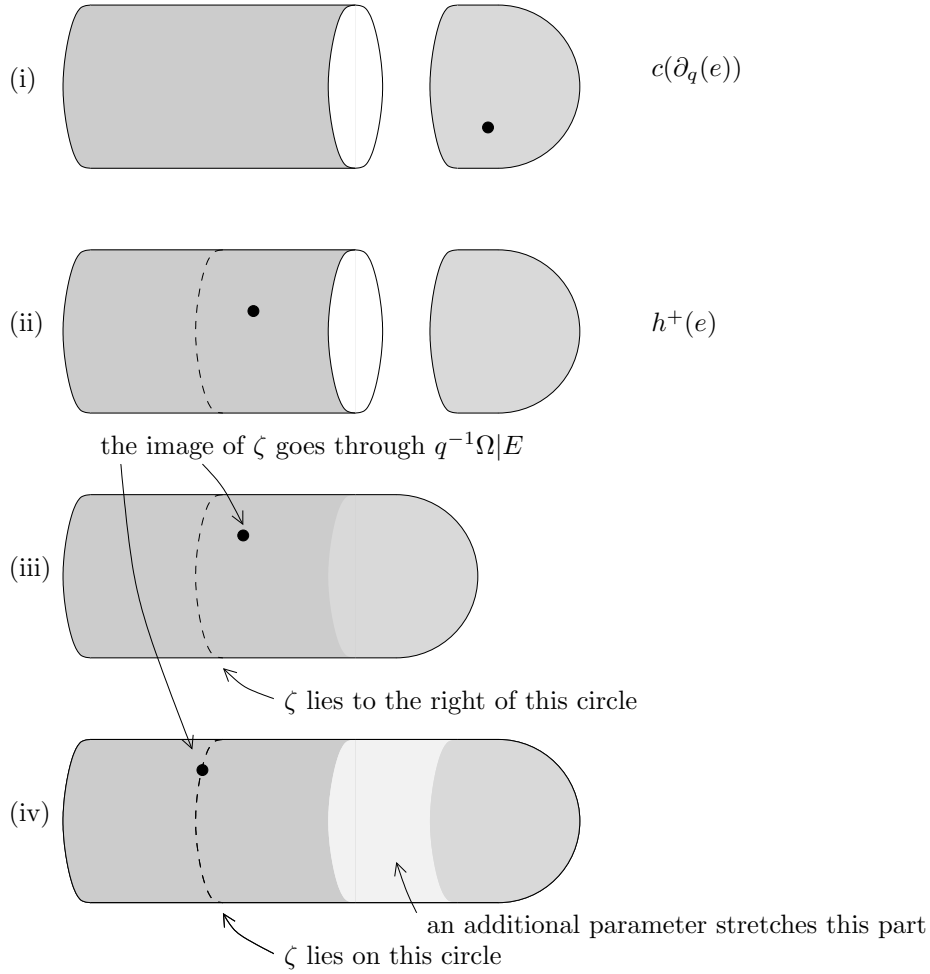 (i) c(∂_q(e))
(ii) h⁺(e)
the image of ζ goes through q⁻¹Ω|E
(iii)
ζ lies to the right of this circle
(iv)
an additional parameter stretches this part
ζ lies on this circle